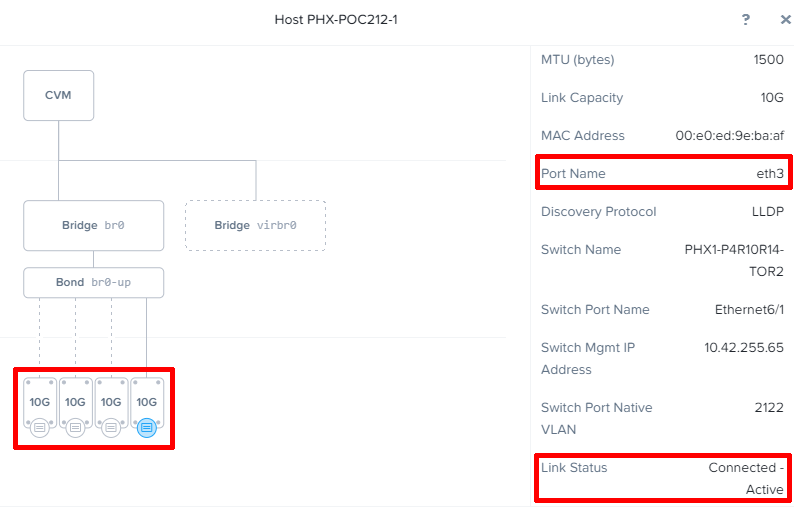 Host PHX-POC212-1
?
×
CVM
Bridge br0
Bridge virbr0
Bond br0-up
10G
10G
10G
10G
MTU (bytes) 1500
Link Capacity 10G
MAC Address 00:e0:ed:9e:ba:af
Port Name eth3
Discovery Protocol LLDP
Switch Name PHX1-P4R10R14-
TOR2
Switch Port Name Ethernet6/1
Switch Mgmt IP 10.42.255.65
Address
Switch Port Native 2122
VLAN
Link Status Connected -
Active